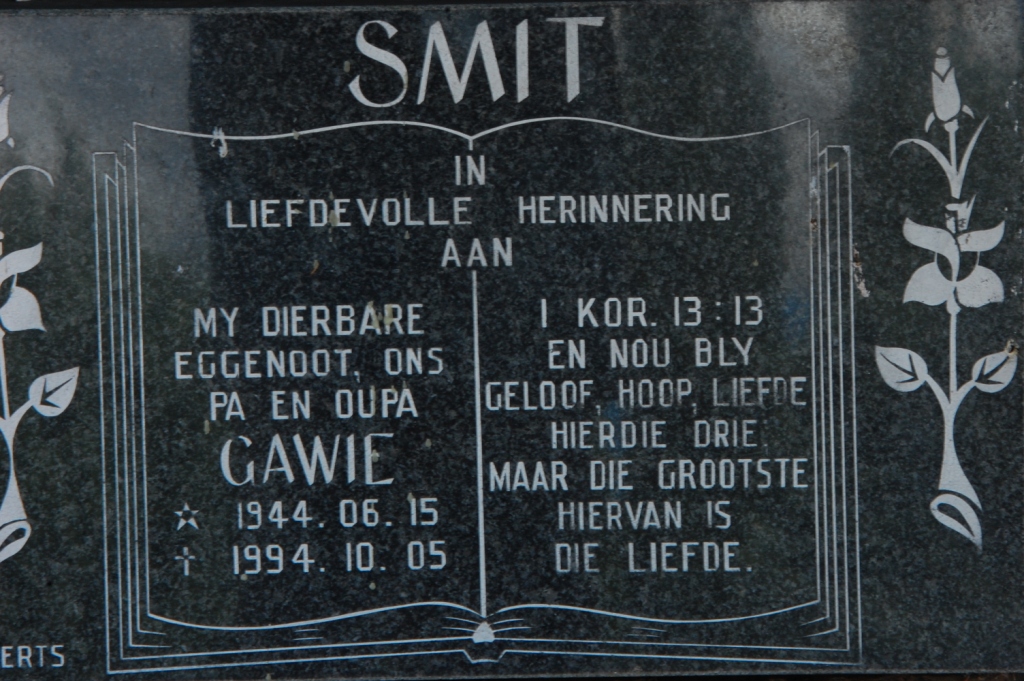 SMIT
IN
LIEFDEVOLLE HERINNERING
AAN
MY DIERBARE
EGGENOOT, ONS
PA EN OUPA
GAWIE
☆ 1944.06.15
✝ 1994.10.05
1 KOR. 13:13
EN NOU BLY
GELOOF, HOOP, LIEFDE
HIERDIE DRIE.
MAAR DIE GROOTSTE
HIERVAN IS
DIE LIEFDE.
ERTS